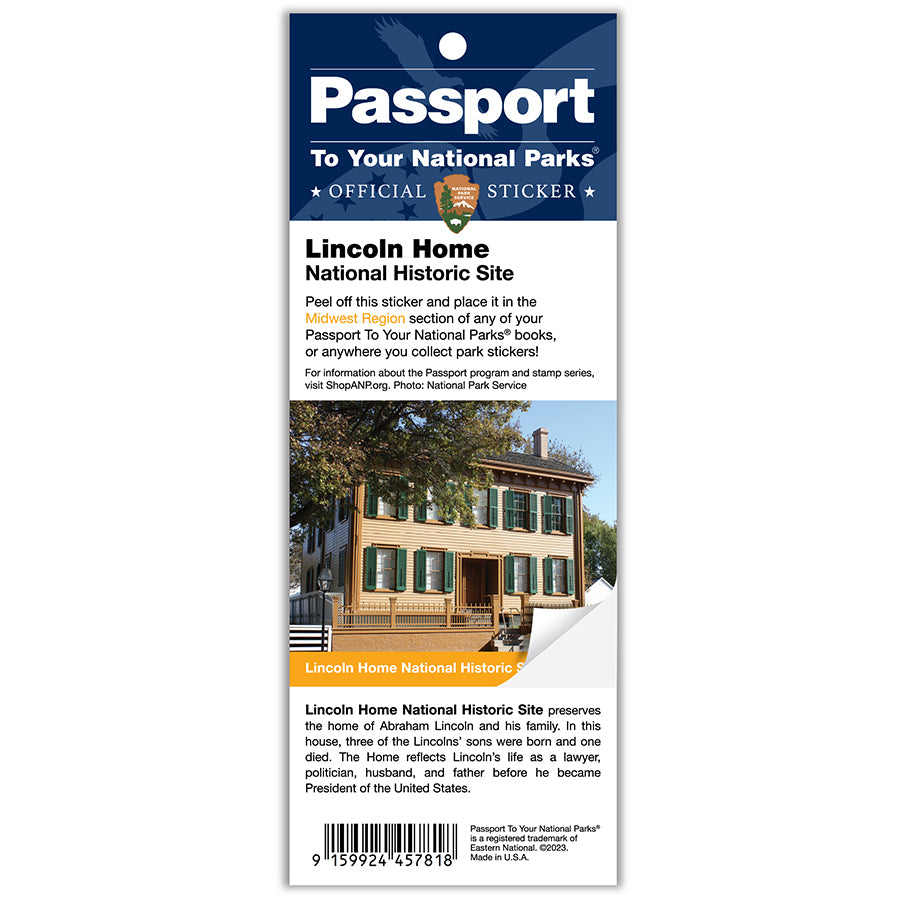 Passport
To Your National Parks®
★ OFFICIAL STICKER ★
NATIONAL
PARK
SERVICE
Lincoln Home
National Historic Site
Peel off this sticker and place it in the
Midwest Region section of any of your
Passport To Your National Parks® books,
or anywhere you collect park stickers!
For information about the Passport program and stamp series,
visit ShopANP.org. Photo: National Park Service
Lincoln Home National Historic S
Lincoln Home National Historic Site preserves
the home of Abraham Lincoln and his family. In this
house, three of the Lincolns' sons were born and one
died. The Home reflects Lincoln's life as a lawyer,
politician, husband, and father before he became
President of the United States.
9 159924 457818
Passport To Your National Parks®
is a registered trademark of
Eastern National. ©2023.
Made in U.S.A.